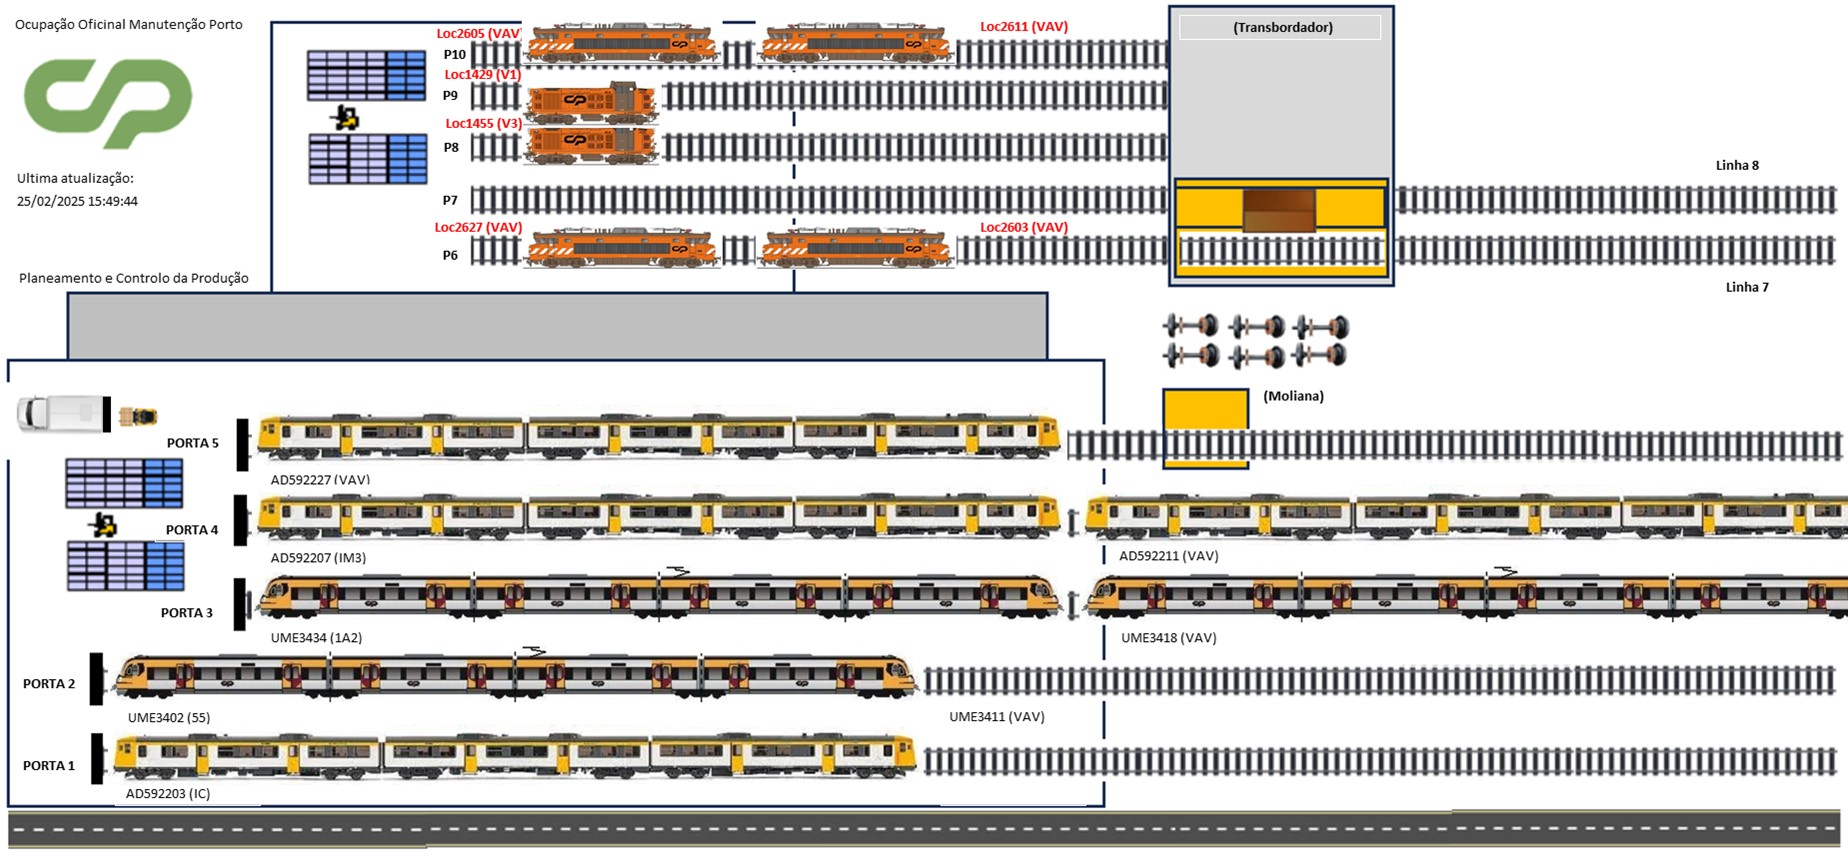 Ocupação Oficinal Manutenção Porto
Ultima atualização:
25/02/2025 15:49:44
Planeamento e Controlo da Produção
Loc2605 (VAV)
Loc2611 (VAV)
P10
Loc1429 (V1)
P9
Loc1455 (V3)
P8
P7
Loc2627 (VAV)
Loc2603 (VAV)
P6
(Transbordador)
Linha 8
Linha 7
(Moliana)
PORTA 5
AD592227 (VAV)
PORTA 4
AD592207 (IM3)
AD592211 (VAV)
PORTA 3
UME3434 (1A2)
UME3418 (VAV)
PORTA 2
UME3402 (55)
UME3411 (VAV)
PORTA 1
AD592203 (IC)